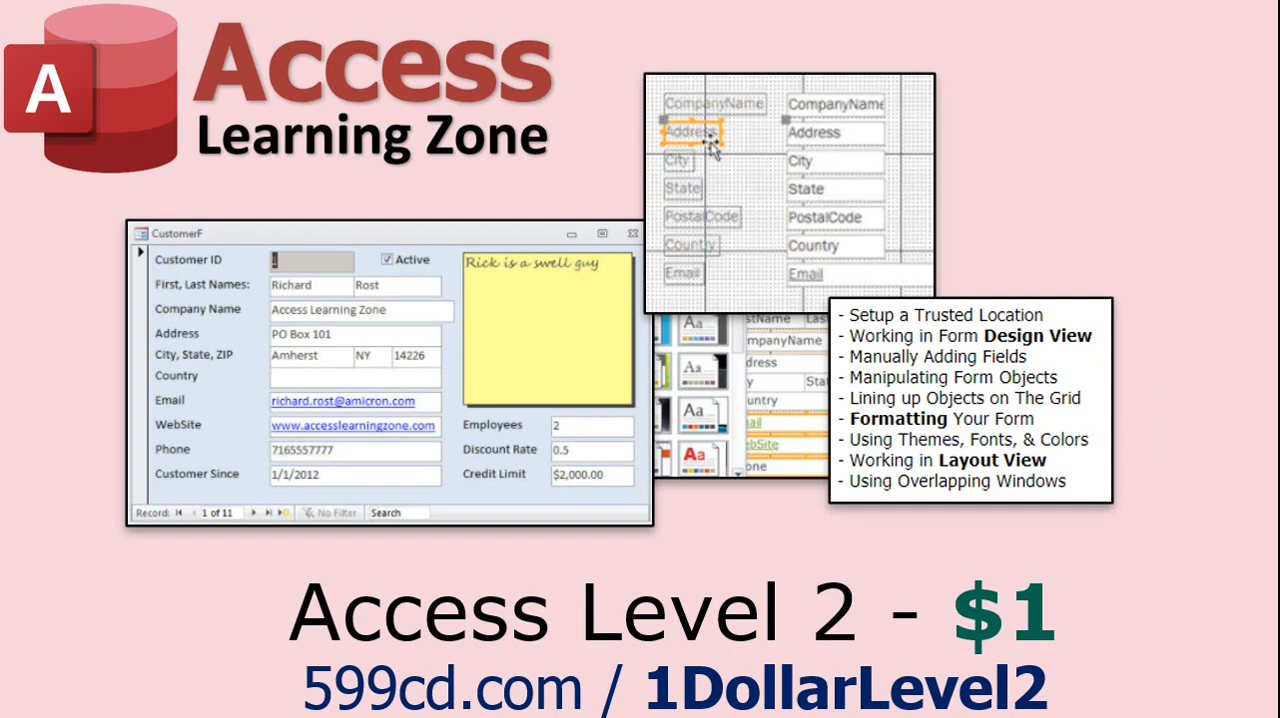 A
Access
Learning Zone
CompanyName CompanyName
Address Address
City City
State State
PostalCode PostalCode
Country Country
Email Email
CustomerF
Customer ID Active
First, Last Names: Richard Rost
Company Name Access Learning Zone
Address PO Box 101
City, State, ZIP Amherst NY 14226
Country
Email richard.rost@amicron.com
WebSite www.accesslearningzone.com
Phone 7165557777
Customer Since 1/1/2012
Rick is a swell guy
Employees 2
Discount Rate 0.5
Credit Limit $2,000.00
Record: 1 of 11 No Filter Search
Aa
Aa
Aa
Aa
- Setup a Trusted Location
- Working in Form Design View
- Manually Adding Fields
- Manipulating Form Objects
- Lining up Objects on The Grid
- Formatting Your Form
- Using Themes, Fonts, & Colors
- Working in Layout View
- Using Overlapping Windows
Access Level 2 - $1
599cd.com / 1DollarLevel2